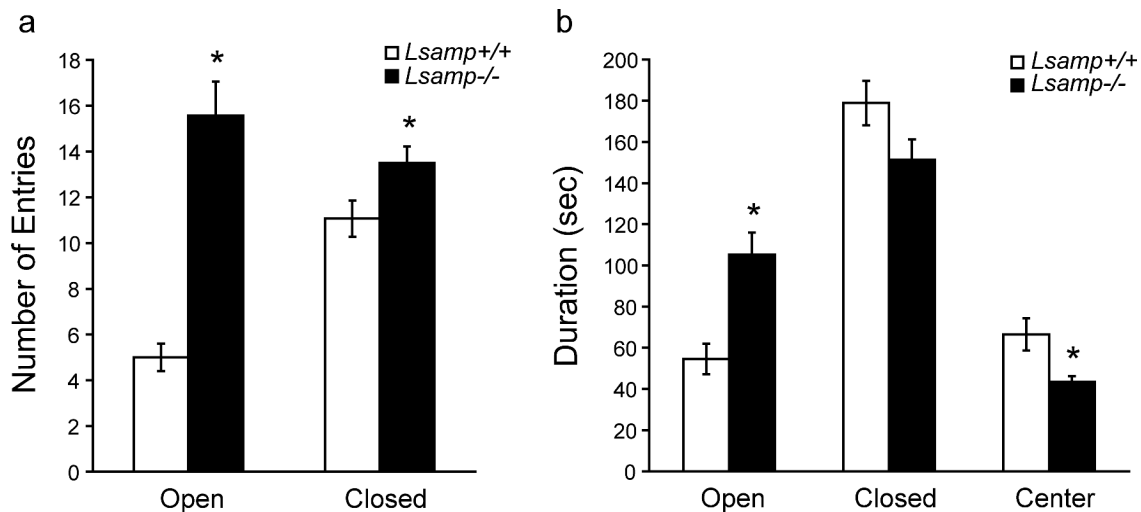 a
Lsamp+/+
Lsamp-/-
Number of Entries
18
16
14
12
10
8
6
4
2
0
*
*
Open Closed
b
Lsamp+/+
Lsamp-/-
Duration (sec)
200
180
160
140
120
100
80
60
40
20
0
*
*
Open Closed Center